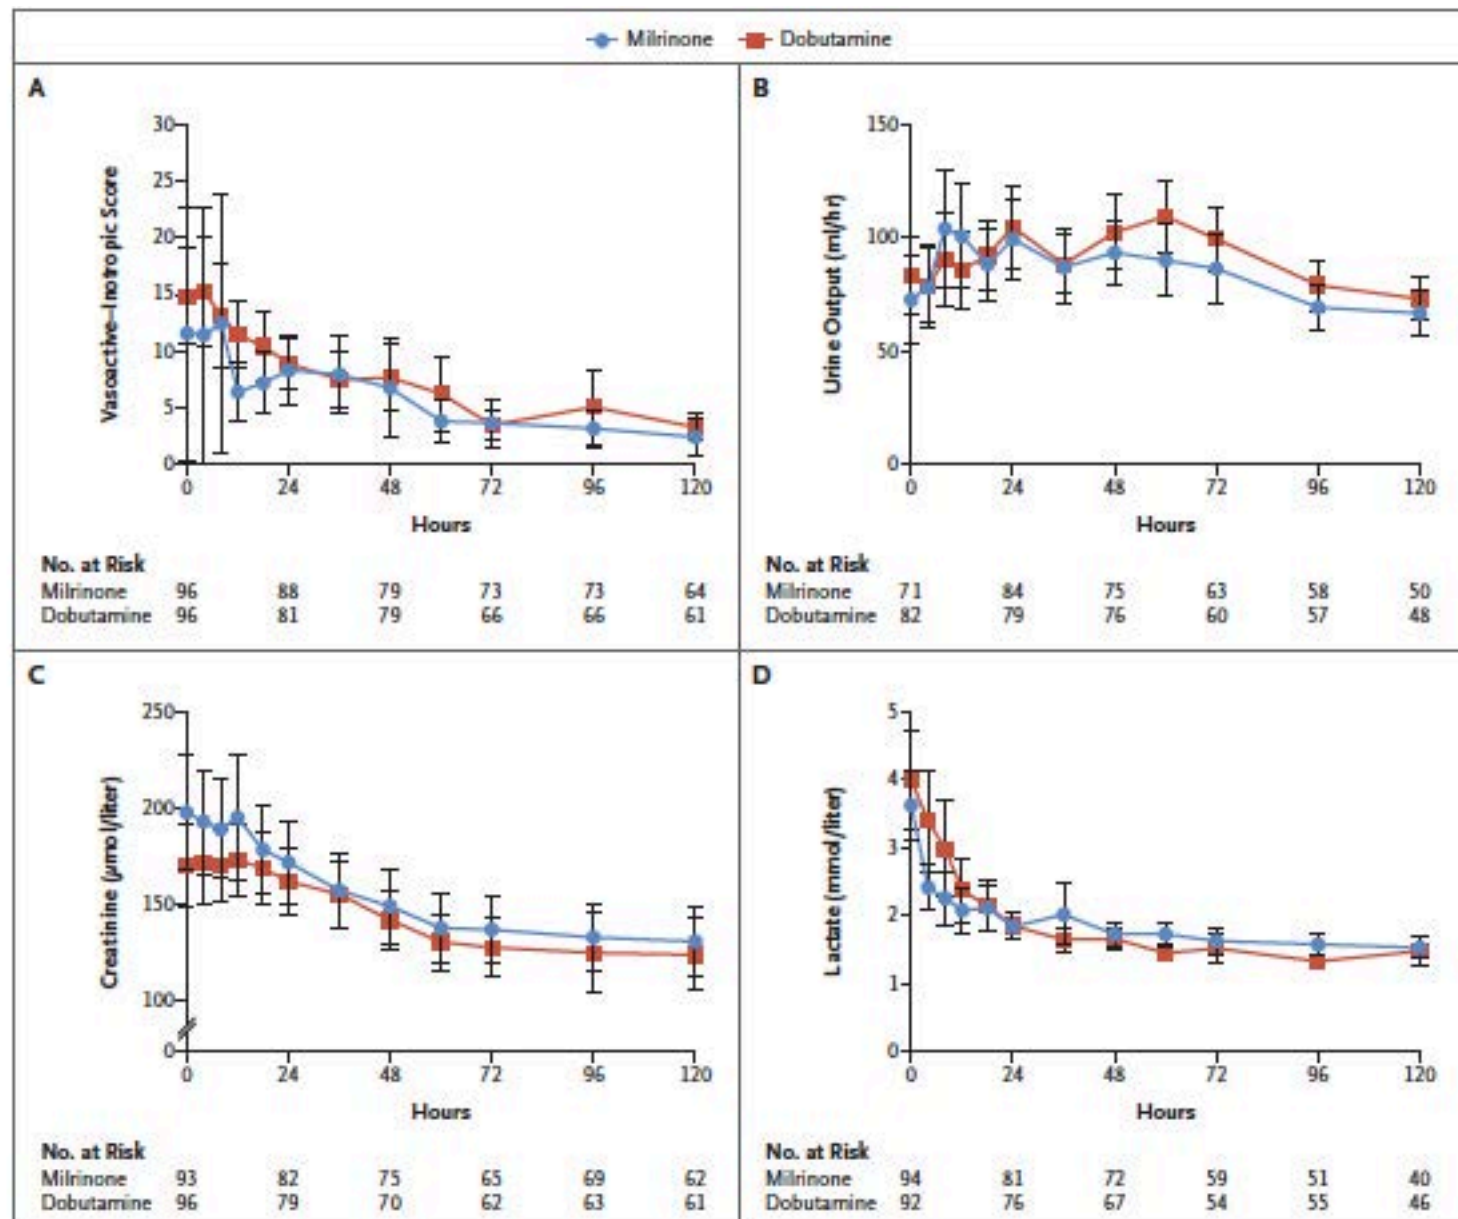 Milrinone Dobutamine
A
Vasoactive–Inotropic Score
30
25
20
15
10
5
0
0 24 48 72 96 120
Hours
No. at Risk
Milrinone 96 88 79 73 73 64
Dobutamine 96 81 79 66 66 61
B
Urine Output (ml/hr)
150
100
50
0
0 24 48 72 96 120
Hours
No. at Risk
Milrinone 71 84 75 63 58 50
Dobutamine 82 79 76 60 57 48
C
Creatinine (µmol/liter)
250
200
150
100
0
0 24 48 72 96 120
Hours
No. at Risk
Milrinone 93 82 75 65 69 62
Dobutamine 96 79 70 62 63 61
D
Lactate (mmol/liter)
5
4
3
2
1
0
0 24 48 72 96 120
Hours
No. at Risk
Milrinone 94 81 72 59 51 40
Dobutamine 92 76 67 54 55 46